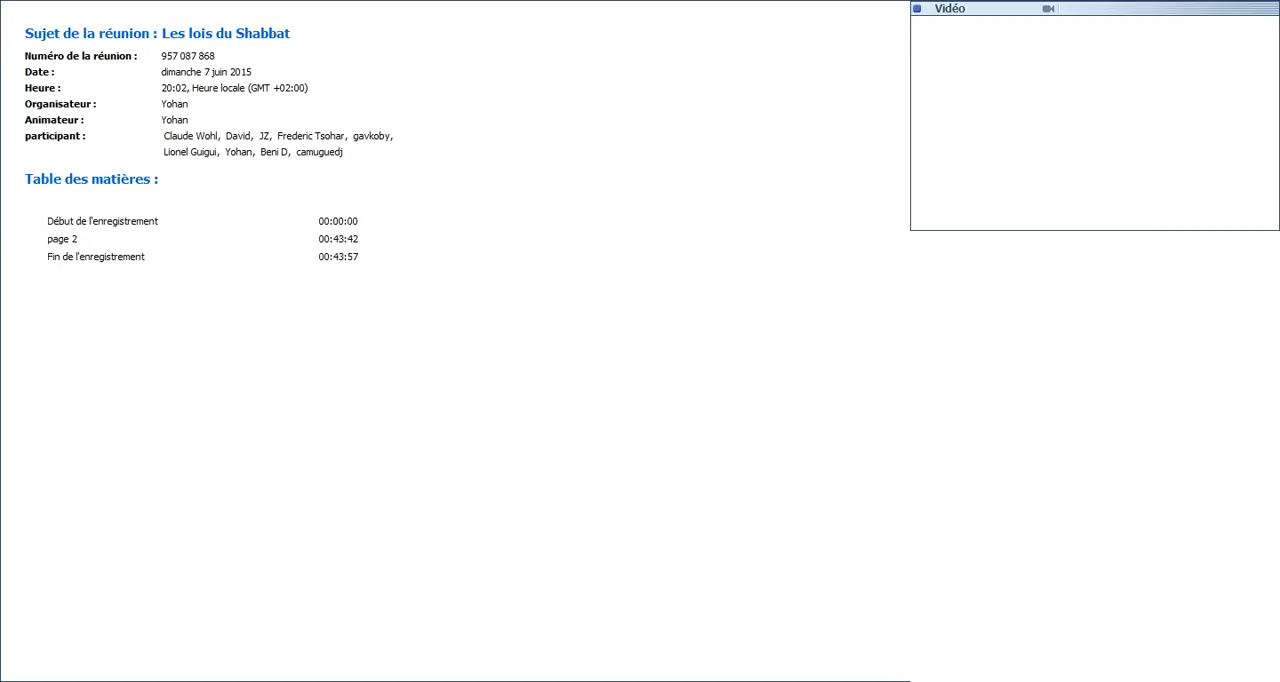 Vidéo
Sujet de la réunion : Les lois du Shabbat
Numéro de la réunion : 957 087 868
Date : dimanche 7 juin 2015
Heure : 20:02, Heure locale (GMT +02:00)
Organisateur : Yohan
Animateur : Yohan
participant : Claude Wohl, David, JZ, Frederic Tsohar, gavkoby,
Lionel Guigui, Yohan, Beni D, camuguedj
Table des matières :
Début de l'enregistrement 00:00:00
page 2 00:43:42
Fin de l'enregistrement 00:43:57